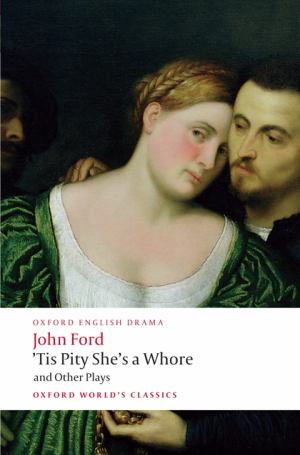 OXFORD ENGLISH DRAMA
John Ford
'Tis Pity She's a Whore
and Other Plays
OXFORD WORLD'S CLASSICS